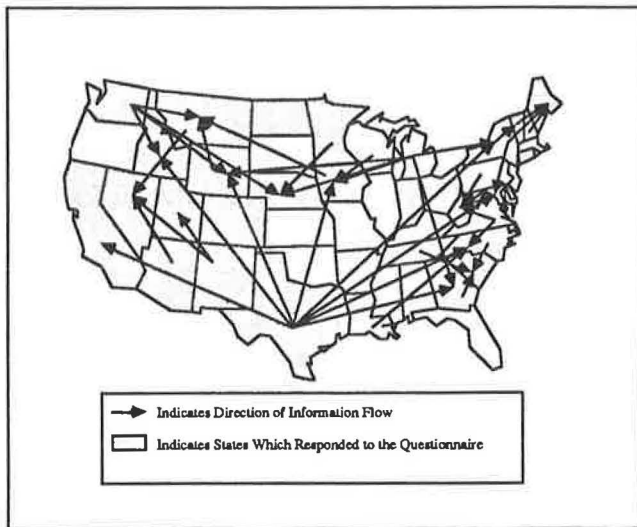 Indicates Direction of Information Flow
Indicates States Which Responded to the Questionnaire